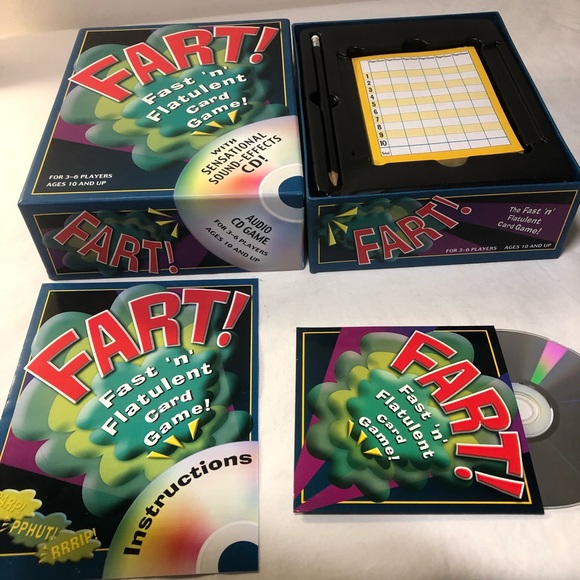 FART!
Fast 'n'
Flatulent
Card
Game!
WITH
SENSATIONAL
SOUND-EFFECTS
CD!
FOR 3-6 PLAYERS
AGES 10 AND UP
AUDIO
CD GAME
FOR 3-6 PLAYERS
AGES 10 AND UP
FART!
1
2
3
4
5
6
7
8
9
10
FART!
The Fast 'n'
Flatulent
Card Game!
FOR 3-6 PLAYERS AGES 10 AND UP
FART!
Fast 'n'
Flatulent
Card
Game!
Instructions
PPHUT!
RRRIP!
FART!
Fast 'n'
Flatulent
Card
Game!